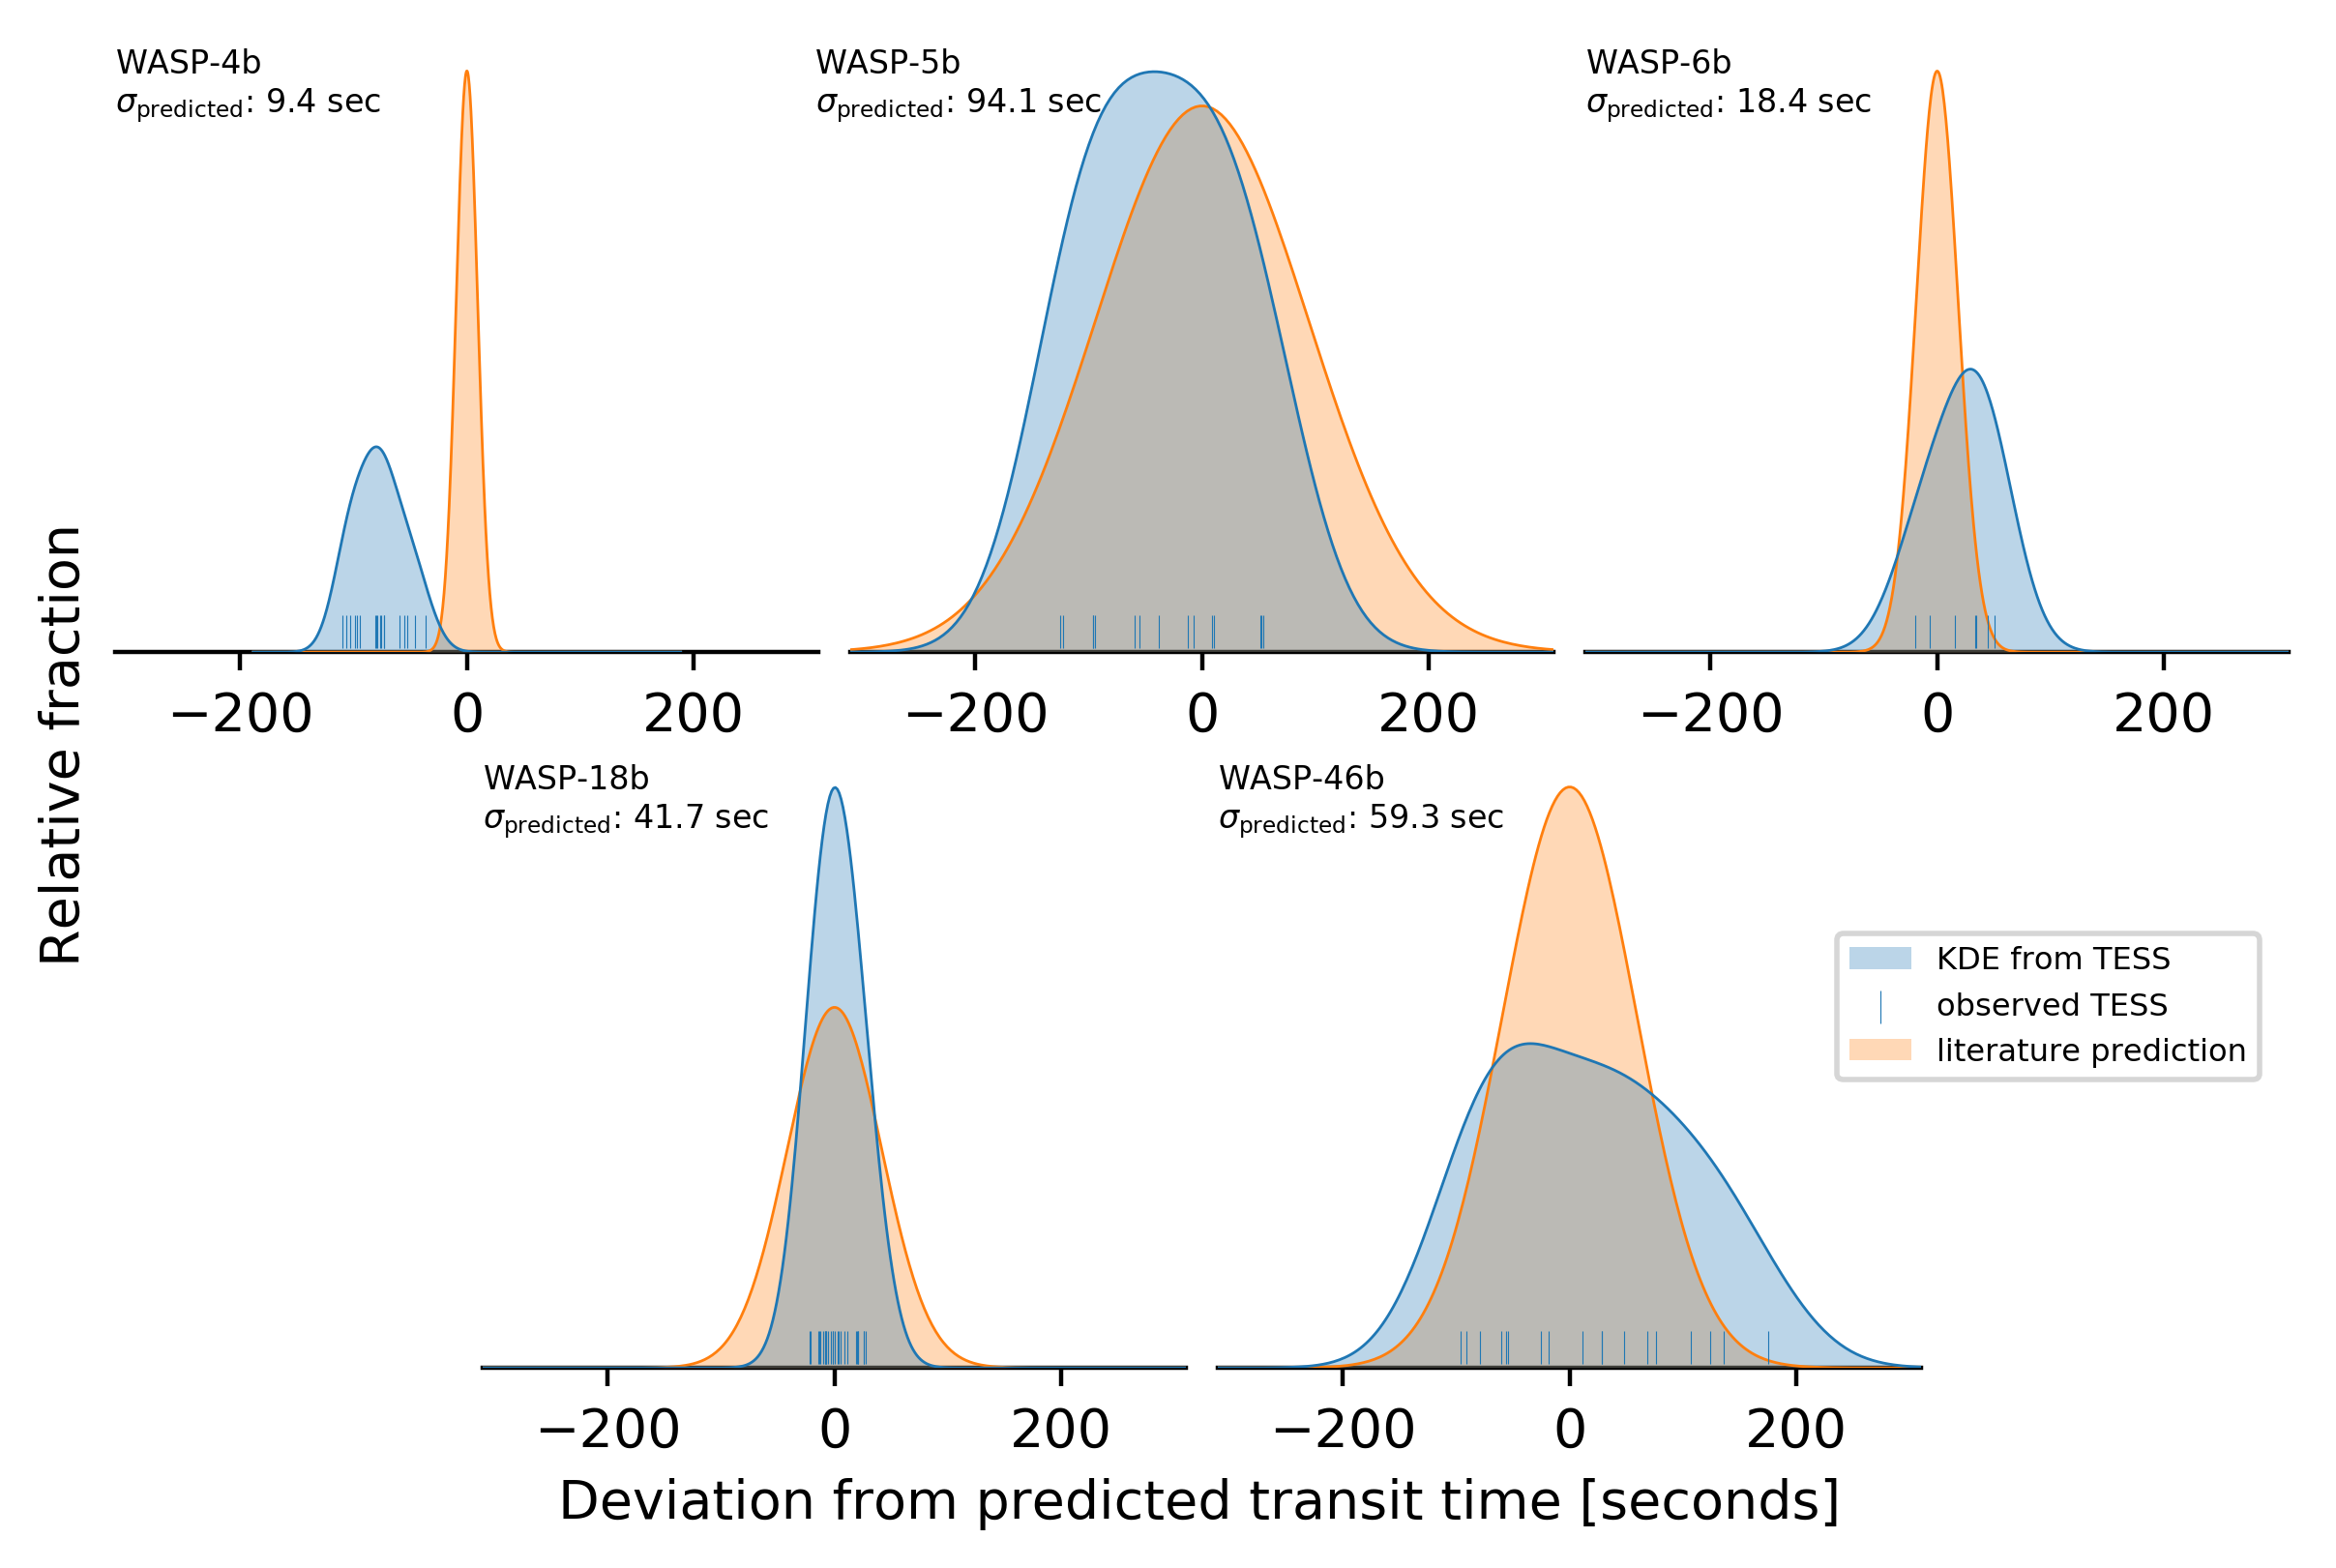 WASP-4b
σpredicted: 9.4 sec
WASP-5b
σpredicted: 94.1 sec
WASP-6b
σpredicted: 18.4 sec
−200 0 200
−200 0 200
−200 0 200
Relative fraction
WASP-18b
σpredicted: 41.7 sec
WASP-46b
σpredicted: 59.3 sec
KDE from TESS
observed TESS
literature prediction
−200 0 200
−200 0 200
Deviation from predicted transit time [seconds]